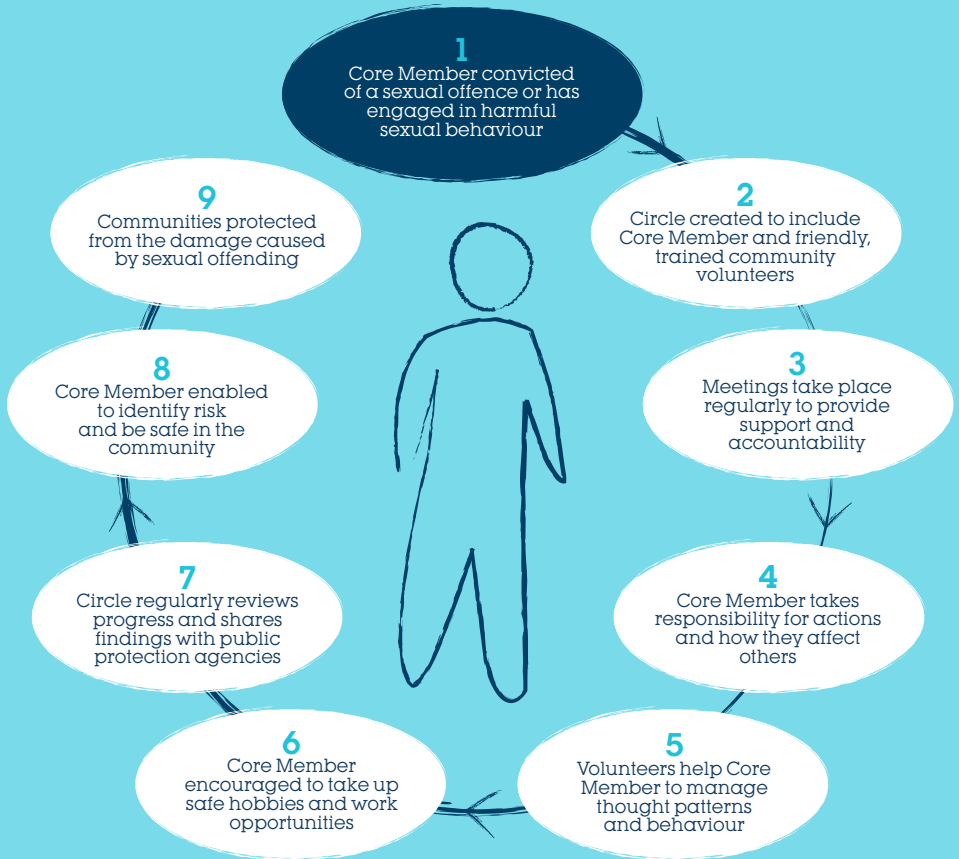 1
Core Member convicted
of a sexual offence or has
engaged in harmful
sexual behaviour
2
Circle created to include
Core Member and friendly,
trained community
volunteers
3
Meetings take place
regularly to provide
support and
accountability
4
Core Member takes
responsibility for actions
and how they affect
others
5
Volunteers help Core
Member to manage
thought patterns
and behaviour
6
Core Member
encouraged to take up
safe hobbies and work
opportunities
7
Circle regularly reviews
progress and shares
findings with public
protection agencies
8
Core Member enabled
to identify risk
and be safe in the
community
9
Communities protected
from the damage caused
by sexual offending